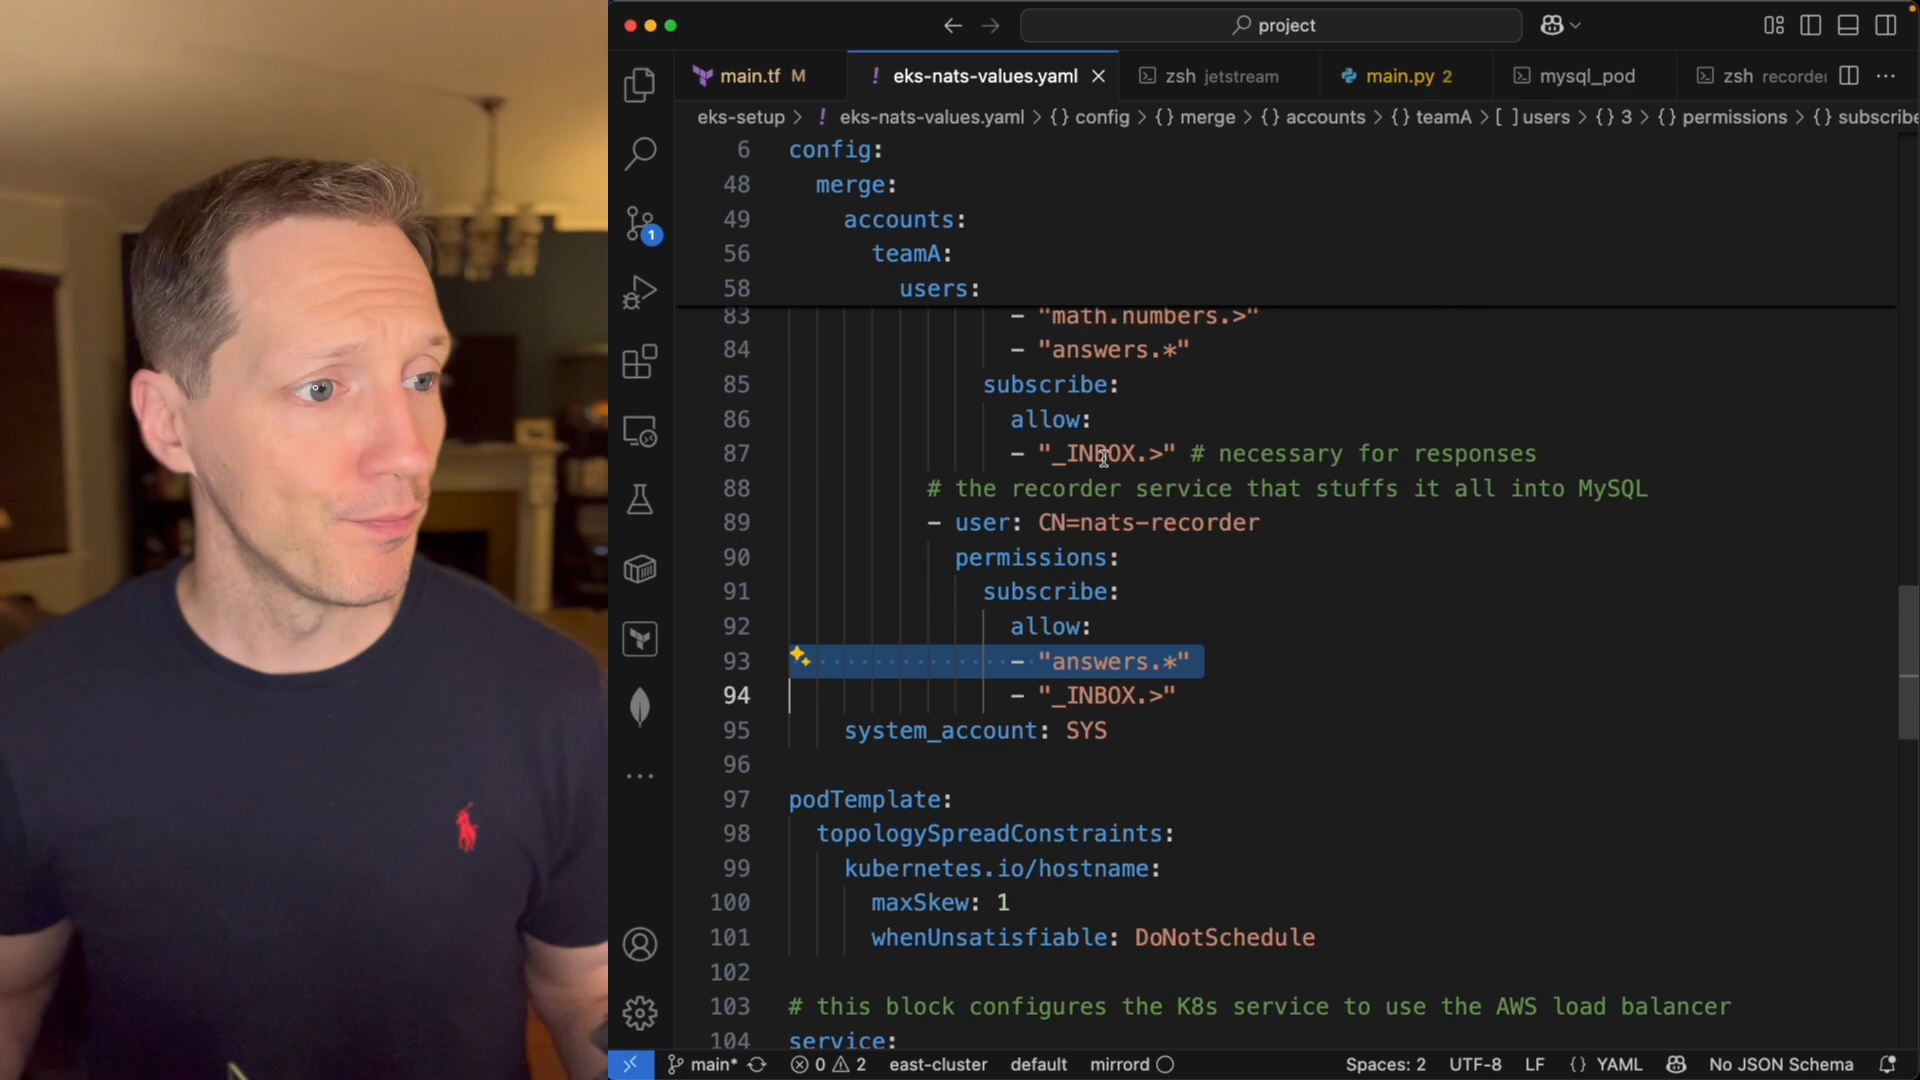 project
main.tf M
! eks-nats-values.yaml
zsh jetstream
main.py 2
mysql_pod
zsh recorder
eks-setup > ! eks-nats-values.yaml > {} config > {} merge > {} accounts > {} teamA > [ ] users > {} 3 > {} permissions > {} subscribe
6 config:
48 merge:
49 accounts:
56 teamA:
58 users:
83 - "math.numbers.>"
84 - "answers.*"
85 subscribe:
86 allow:
87 - "_INBOX.>" # necessary for responses
88 # the recorder service that stuffs it all into MySQL
89 - user: CN=nats-recorder
90 permissions:
91 subscribe:
92 allow:
93 - "answers.*"
94 - "_INBOX.>"
95 system_account: SYS
96
97 podTemplate:
98 topologySpreadConstraints:
99 kubernetes.io/hostname:
100 maxSkew: 1
101 whenUnsatisfiable: DoNotSchedule
102
103 # this block configures the K8s service to use the AWS load balancer
104 service:
1
main* 0 2 east-cluster default mirrord Spaces: 2 UTF-8 LF {} YAML No JSON Schema